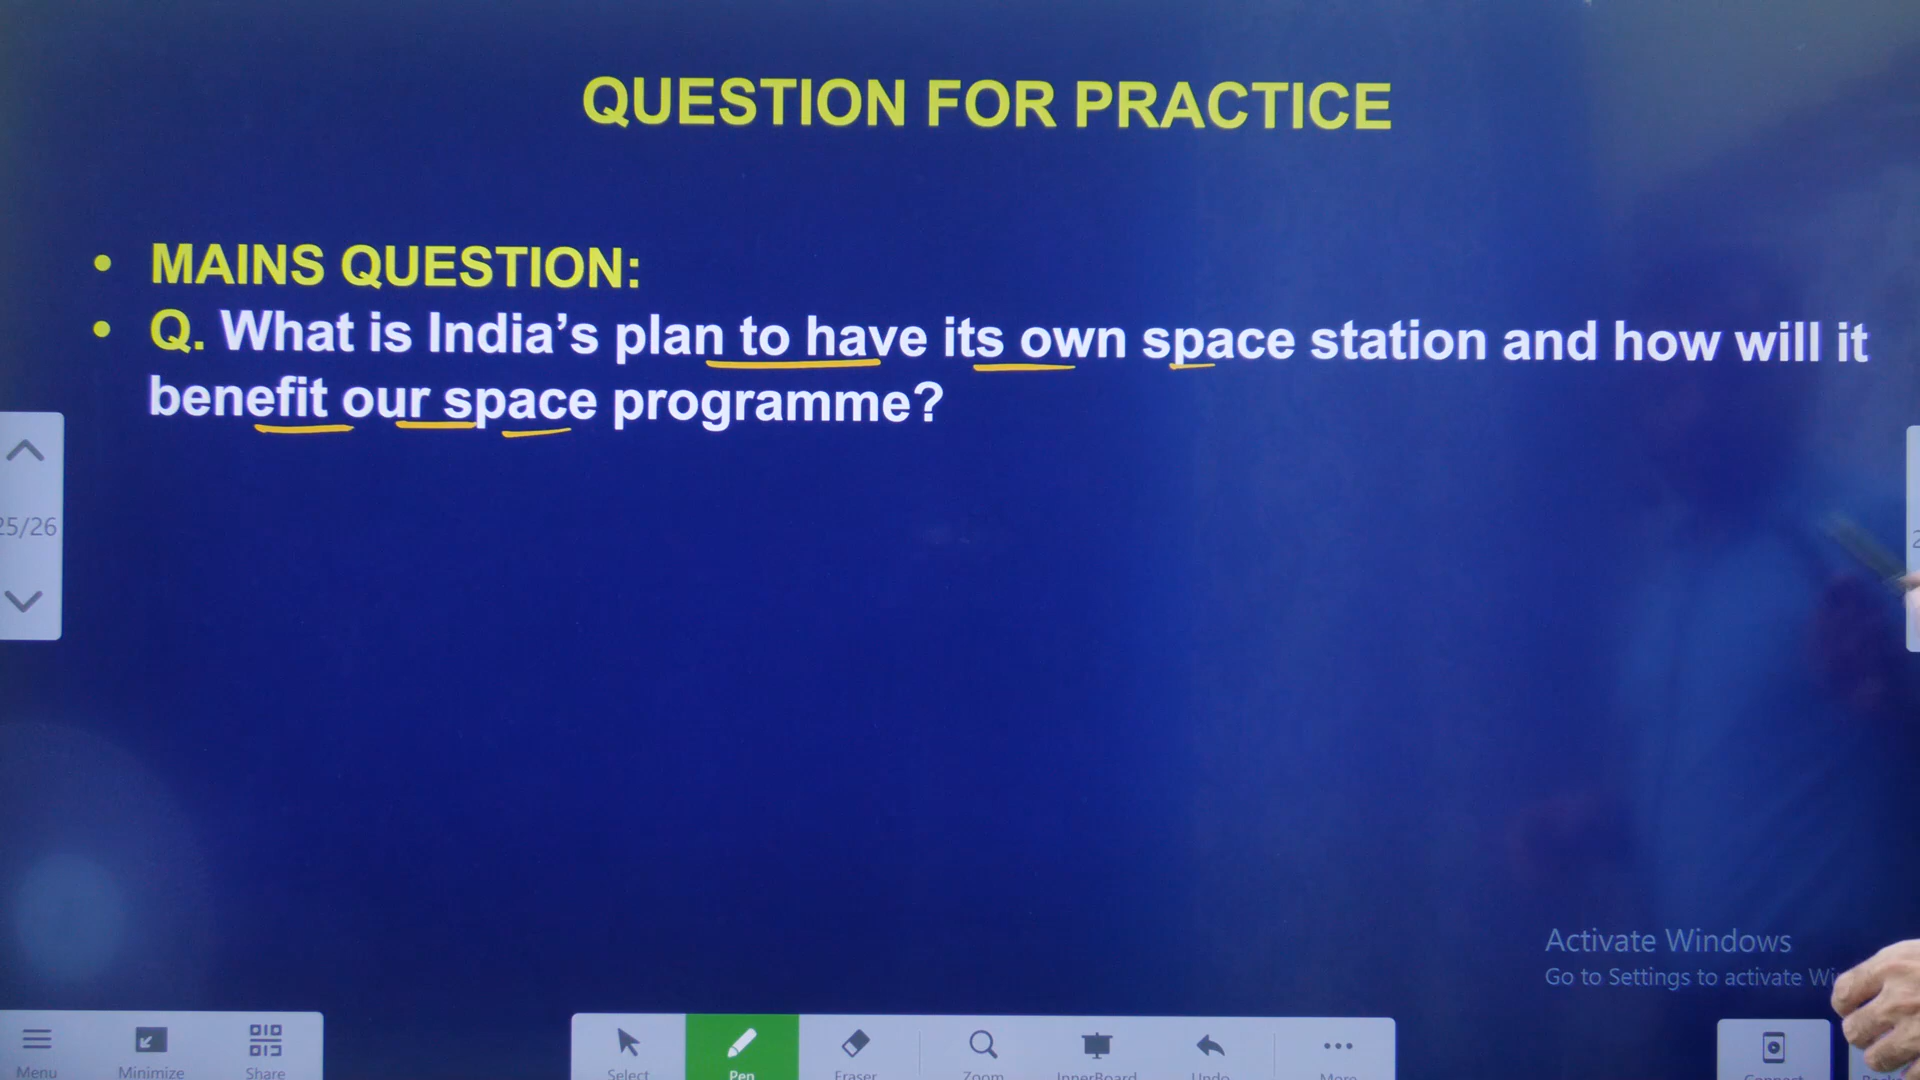 QUESTION FOR PRACTICE
• MAINS QUESTION:
• Q. What is India’s plan to have its own space station and how will it
benefit our space programme?
25/26
Activate Windows
Go to Settings to activate
Menu
Minimize
Share
Select
Pen
Eraser
Zoom
InnerBoard
Undo
More
Connect